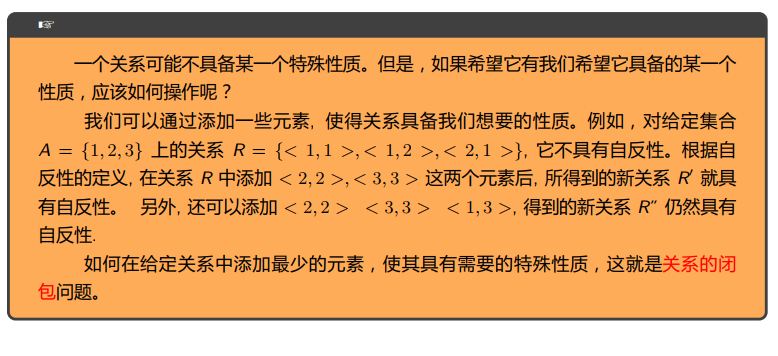 一个关系可能不具备某一个特殊性质。但是，如果希望它有我们希望它具备的某一个
性质，应该如何操作呢？
我们可以通过添加一些元素, 使得关系具备我们想要的性质。例如，对给定集合
A = {1, 2, 3} 上的关系 R = {< 1, 1 >, < 1, 2 >, < 2, 1 >}, 它不具有自反性。根据自
反性的定义, 在关系 R 中添加 < 2, 2 >, < 3, 3 > 这两个元素后, 所得到的新关系 R′ 就具
有自反性。 另外, 还可以添加 < 2, 2 > < 3, 3 > < 1, 3 >, 得到的新关系 R″ 仍然具有
自反性.
如何在给定关系中添加最少的元素，使其具有需要的特殊性质，这就是关系的闭
包问题。